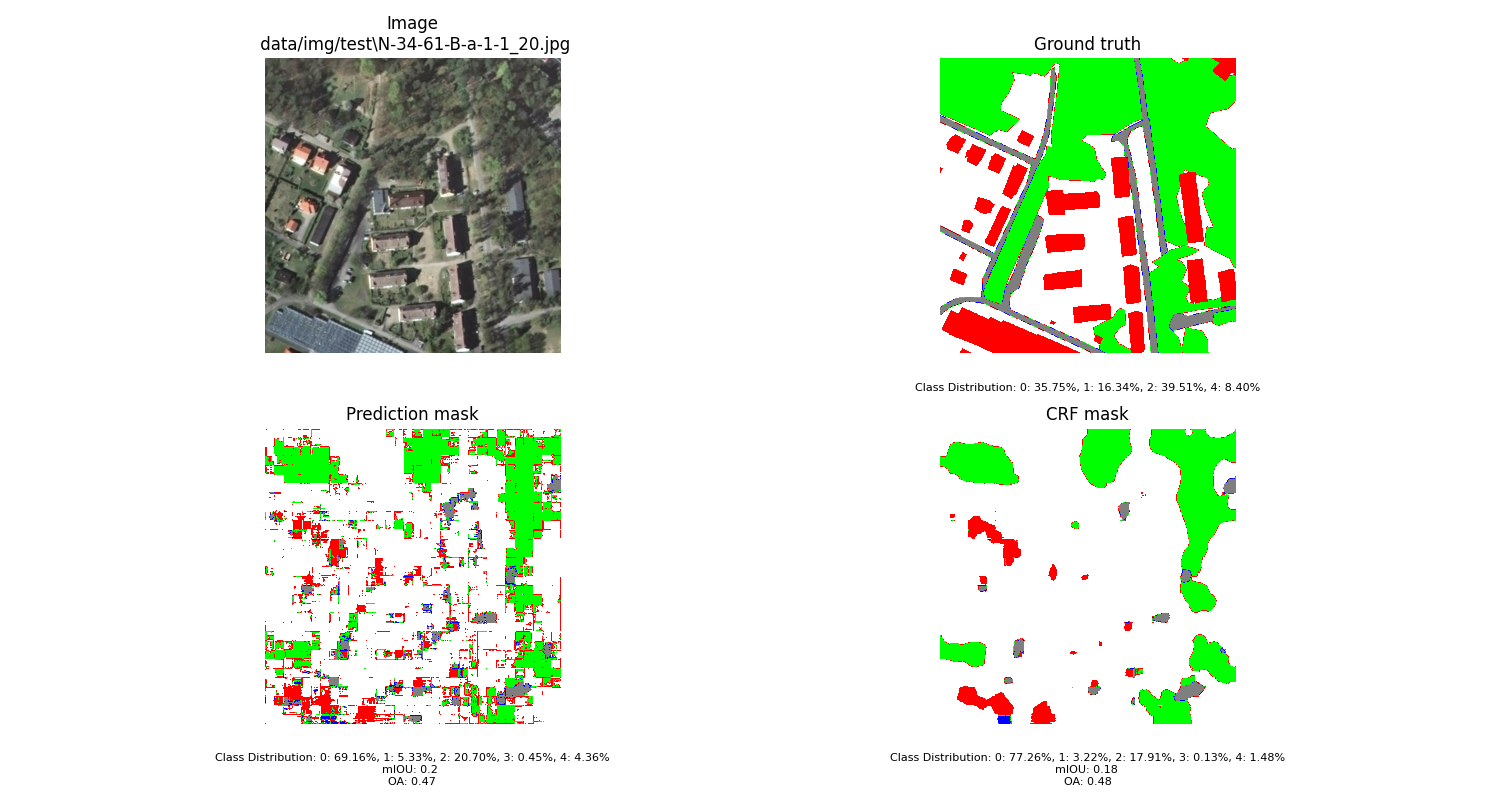 Image
data/img/test\N-34-61-B-a-1-1_20.jpg
Ground truth
Class Distribution: 0: 35.75%, 1: 16.34%, 2: 39.51%, 4: 8.40%
Prediction mask
CRF mask
Class Distribution: 0: 69.16%, 1: 5.33%, 2: 20.70%, 3: 0.45%, 4: 4.36%
mIOU: 0.2
OA: 0.47
Class Distribution: 0: 77.26%, 1: 3.22%, 2: 17.91%, 3: 0.13%, 4: 1.48%
mIOU: 0.18
OA: 0.48